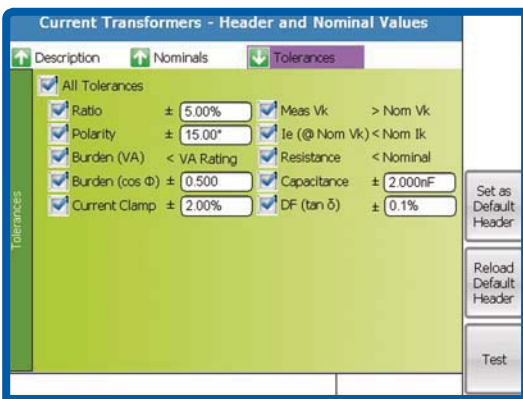 Current Transformers - Header and Nominal Values
Description Nominals Tolerances
All Tolerances
Ratio ± 5.00% Meas Vk > Nom Vk
Polarity ± 15.00° Ie (@ Nom Vk) < Nom Ik
Burden (VA) < VA Rating Resistance < Nominal
Burden (cos Φ) ± 0.500 Capacitance ± 2.000nF
Current Clamp ± 2.00% DF (tan δ) ± 0.1%
Tolerances
Set as
Default
Header
Reload
Default
Header
Test